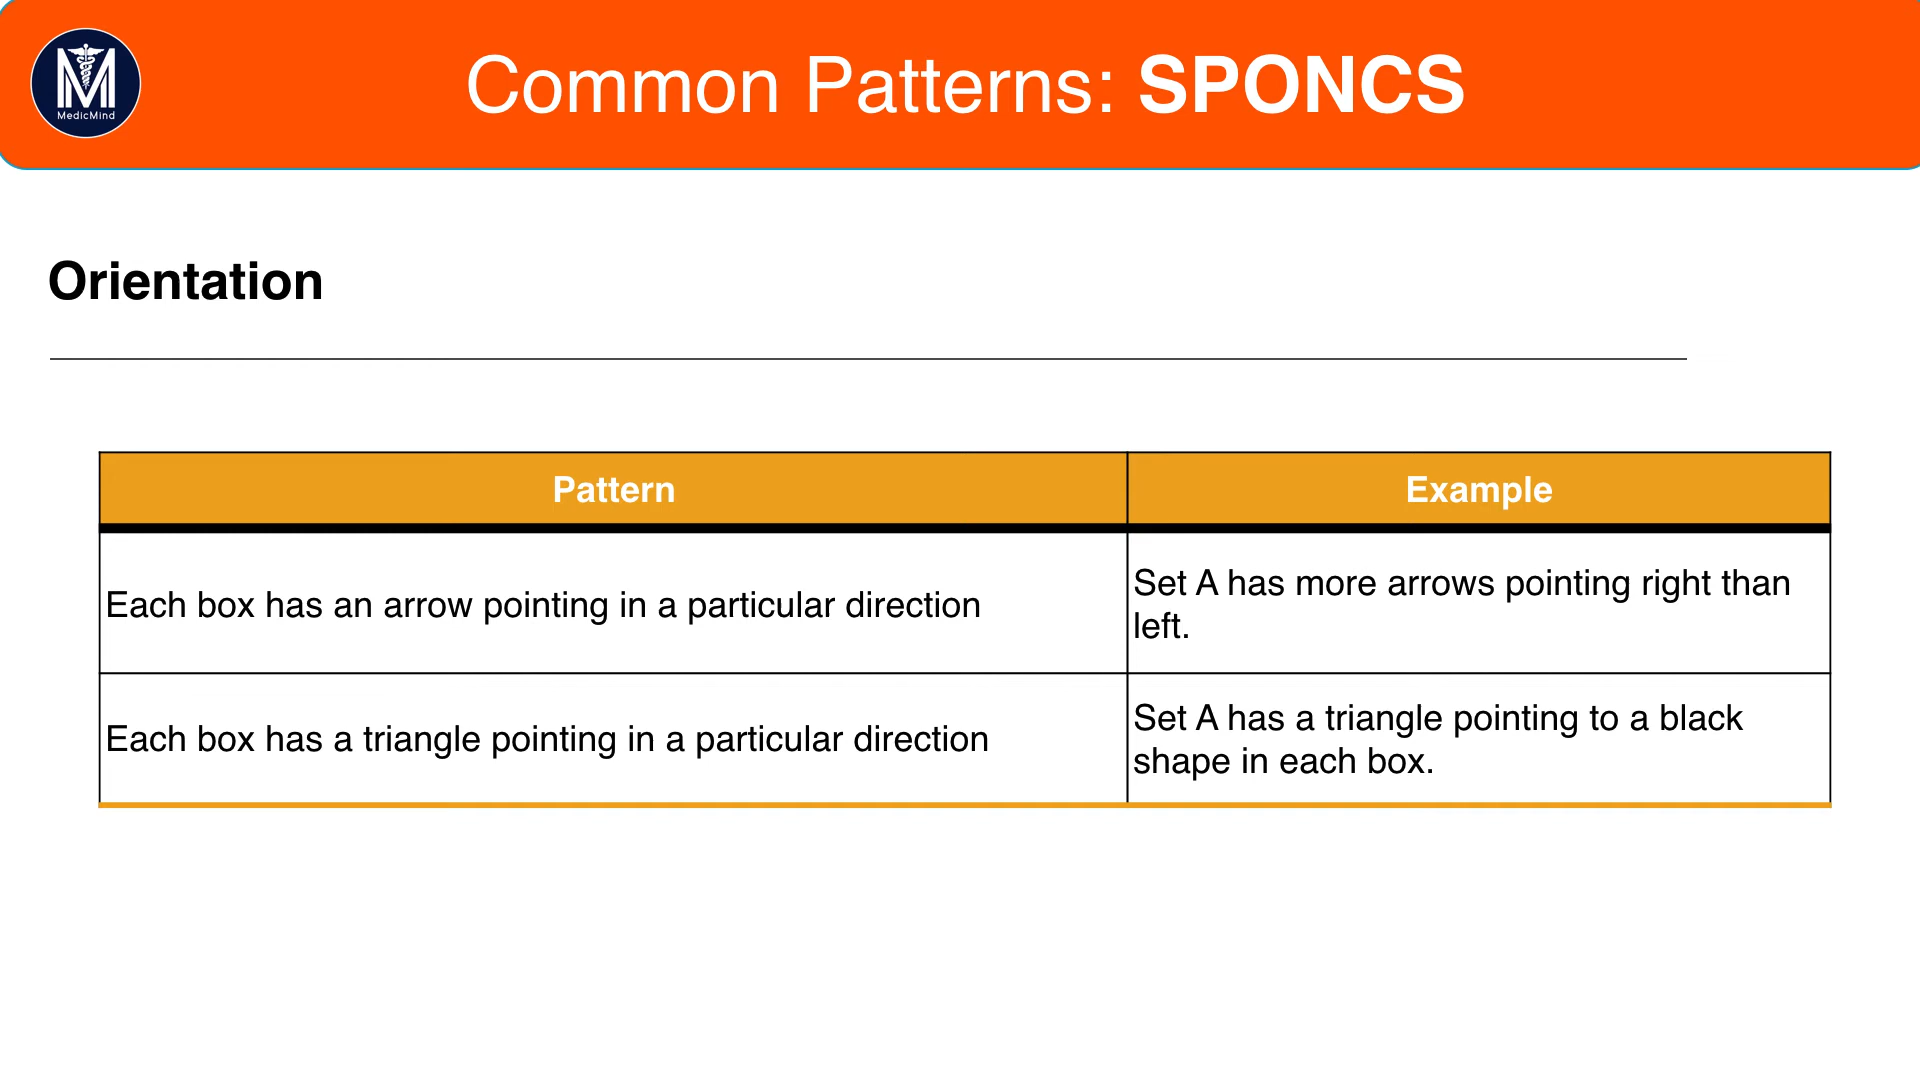 MedicMind
Common Patterns: SPONCS
Orientation
Pattern
Example
Each box has an arrow pointing in a particular direction
Set A has more arrows pointing right than
left.
Each box has a triangle pointing in a particular direction
Set A has a triangle pointing to a black
shape in each box.